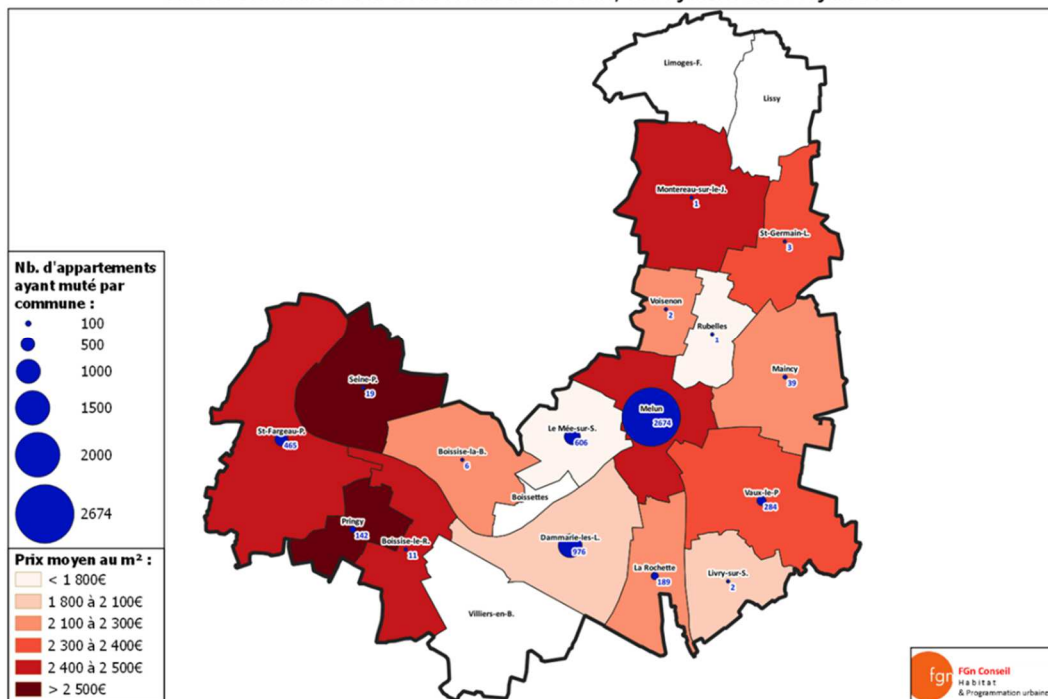 Limoges-F.
Lissy
Montereau-sur-le-J.
1
St-Germain-L.
3
Voisenon
2
Rubelles
1
Maincy
39
Nb. d'appartements
ayant muté par
commune :
100
500
1000
1500
2000
2674
Seine-P.
19
St-Fargeau-P.
465
Boissise-la-B.
6
Le Mée-sur-S.
606
Melun
2674
Boissettes
Vaux-le-P
284
Pringy
142
Boissise-le-R.
11
Dammarie-les-L.
976
La Rochette
189
Livry-sur-S.
2
Villiers-en-B.
Prix moyen au m² :
< 1 800€
1 800 à 2 100€
2 100 à 2 300€
2 300 à 2 400€
2 400 à 2 500€
> 2 500€
fgn
FGn Conseil
Habitat
& Programmation urbaine